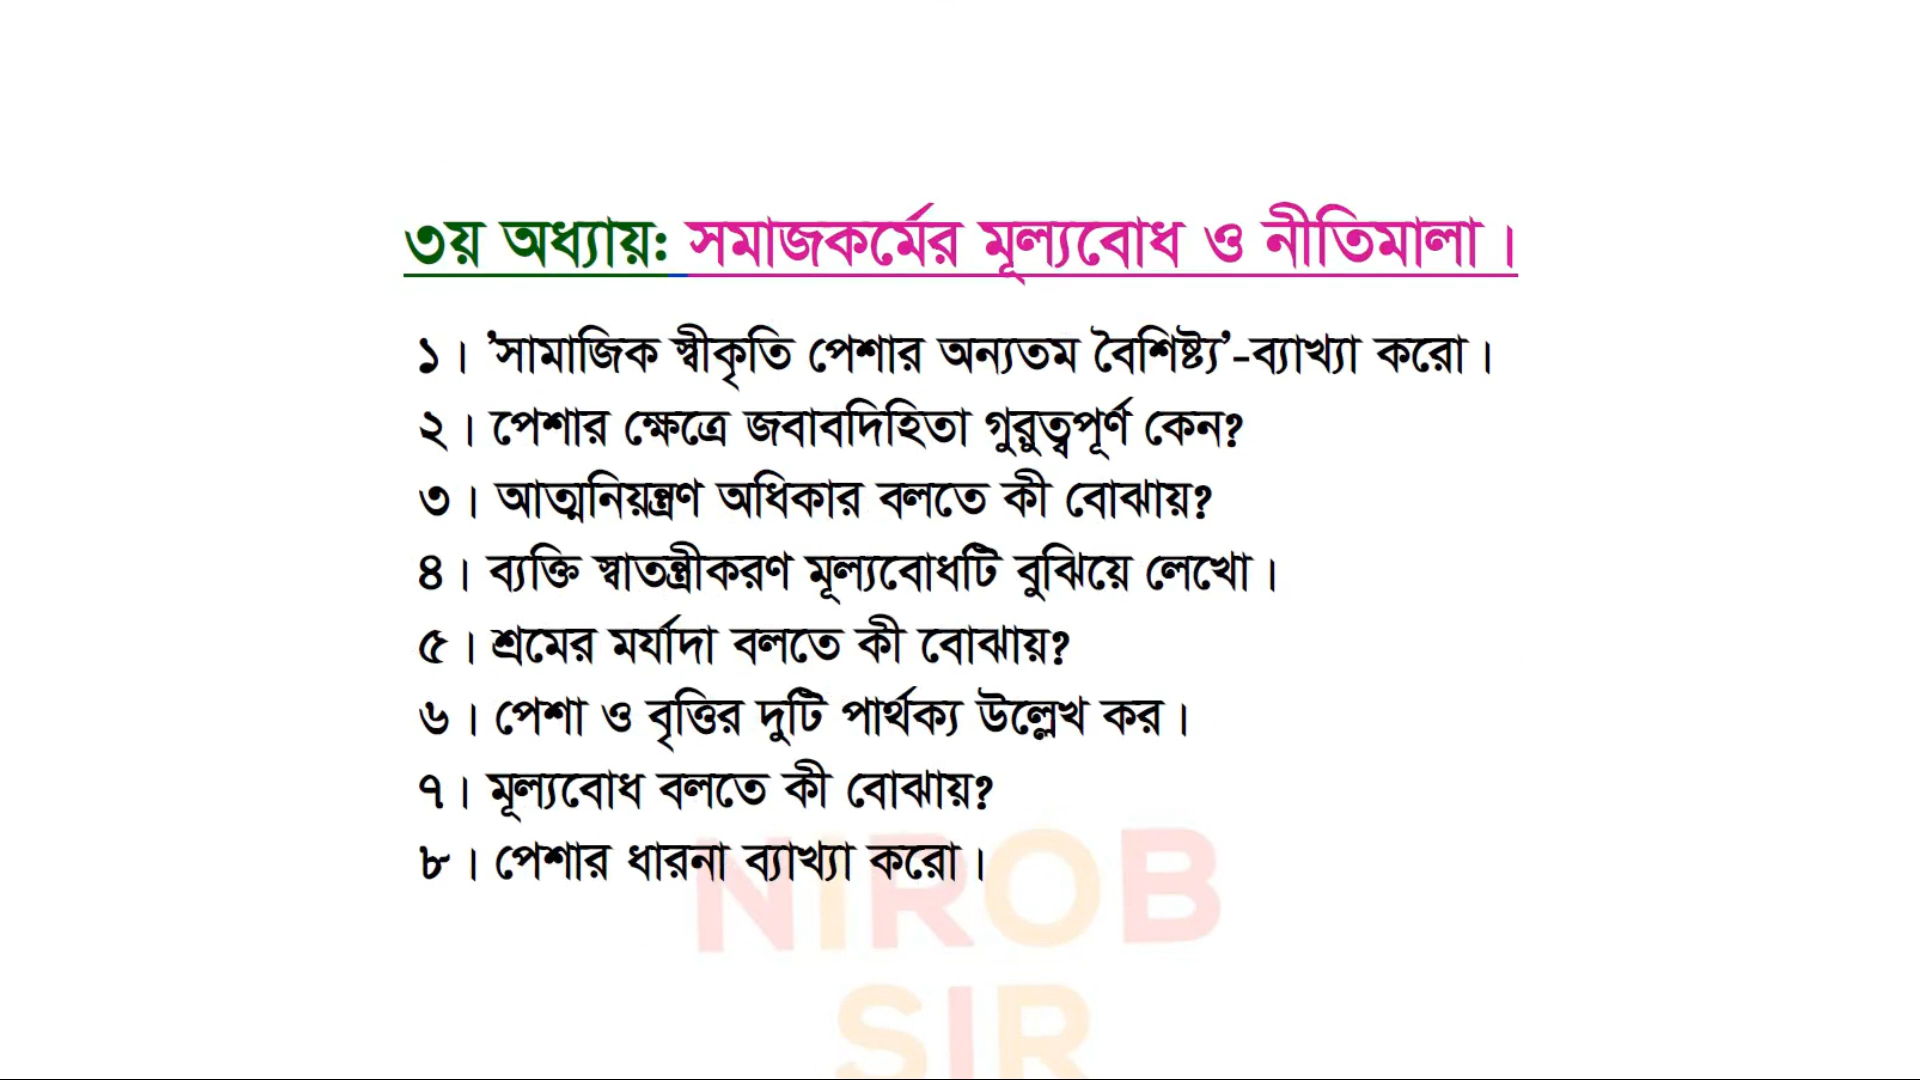 ৩য় অধ্যায়: সমাজকর্মের মূল্যবোধ ও নীতিমালা।
১। ’সামাজিক স্বীকৃতি পেশার অন্যতম বৈশিষ্ট্য’-ব্যাখ্যা করো।
২। পেশার ক্ষেত্রে জবাবদিহিতা গুরুত্বপূর্ণ কেন?
৩। আত্মনিয়ন্ত্রণ অধিকার বলতে কী বোঝায়?
৪। ব্যক্তি স্বাতন্ত্রীকরণ মূল্যবোধটি বুঝিয়ে লেখো।
৫। শ্রমের মর্যাদা বলতে কী বোঝায়?
৬। পেশা ও বৃত্তির দুটি পার্থক্য উল্লেখ কর।
৭। মূল্যবোধ বলতে কী বোঝায়?
৮। পেশার ধারনা ব্যাখ্যা করো।
NIROB
SIR